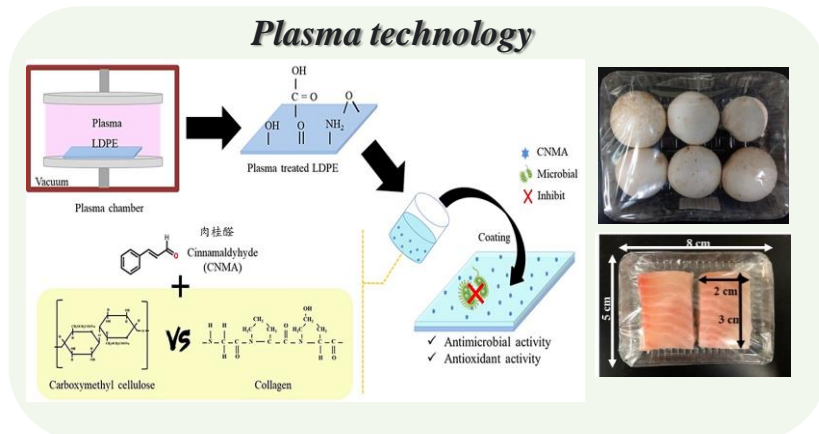 Plasma technology
Plasma
LDPE
Vacuum
Plasma chamber
OH
C = O
O
OH
O
NH2
Plasma treated LDPE
CNMA
Microbial
Inhibit
Coating
肉桂醛
Cinnamaldyhyde
(CNMA)
H
O
+
VS
Carboxymethyl cellulose
Collagen
✓ Antimicrobial activity
✓ Antioxidant activity
8 cm
5 cm
2 cm
3 cm